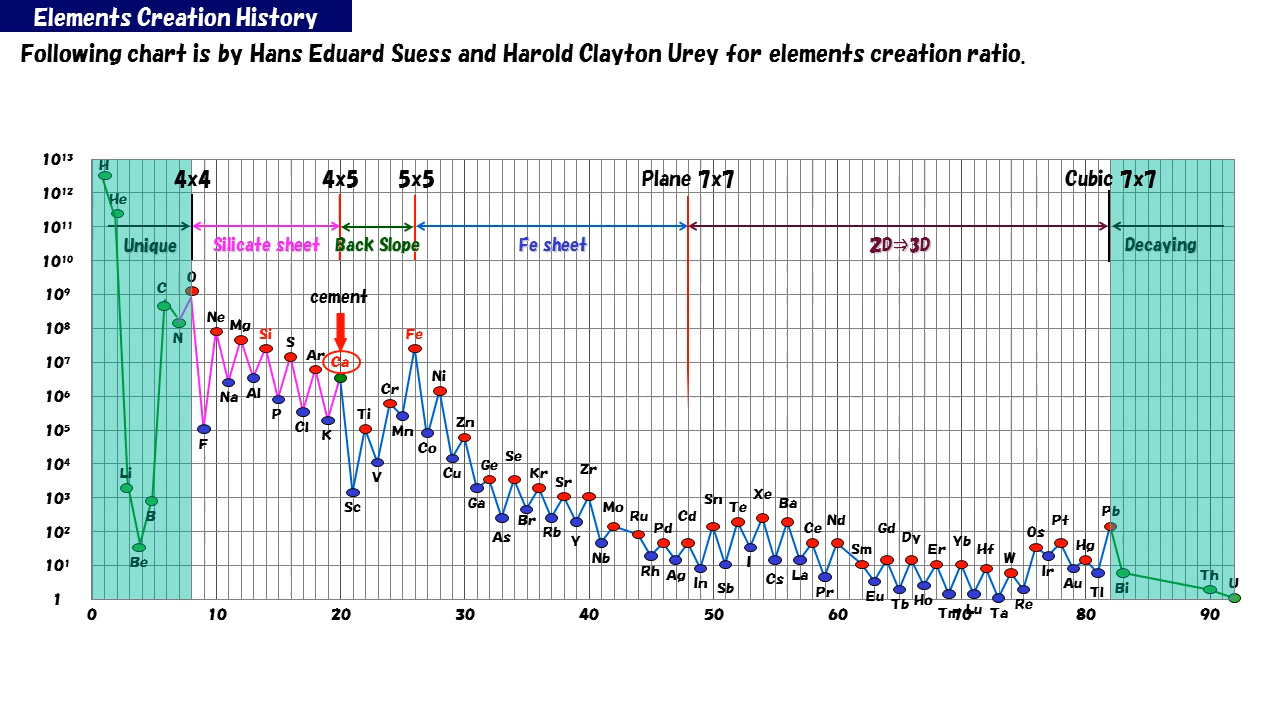 Elements Creation History
Following chart is by Hans Eduard Suess and Harold Clayton Urey for elements creation ratio.
10¹³
10¹²
10¹¹
10¹⁰
10⁹
10⁸
10⁷
10⁶
10⁵
10⁴
10³
10²
10¹
1
4x4 4x5 5x5 Plane 7x7 Cubic 7x7
Unique Silicate sheet Back Slope Fe sheet 2D⇒3D Decaying
cement
H
He
Li
Be
B
C
N
O
F
Ne
Na
Mg
Al
Si
P
S
Cl
Ar
K
Ca
Sc
Ti
V
Cr
Mn
Fe
Co
Ni
Cu
Zn
Ga
Ge
As
Se
Br
Kr
Rb
Sr
Y
Zr
Nb
Mo
Ru
Rh
Pd
Ag
Cd
In
Sn
Sb
Te
I
Xe
Cs
Ba
La
Ce
Pr
Nd
Sm
Eu
Gd
Tb
Dy
Ho
Er
Tm
Yb
Lu
Hf
Ta
W
Re
Os
Ir
Pt
Au
Hg
Tl
Pb
Bi
Th
U
0 10 20 30 40 50 60 70 80 90